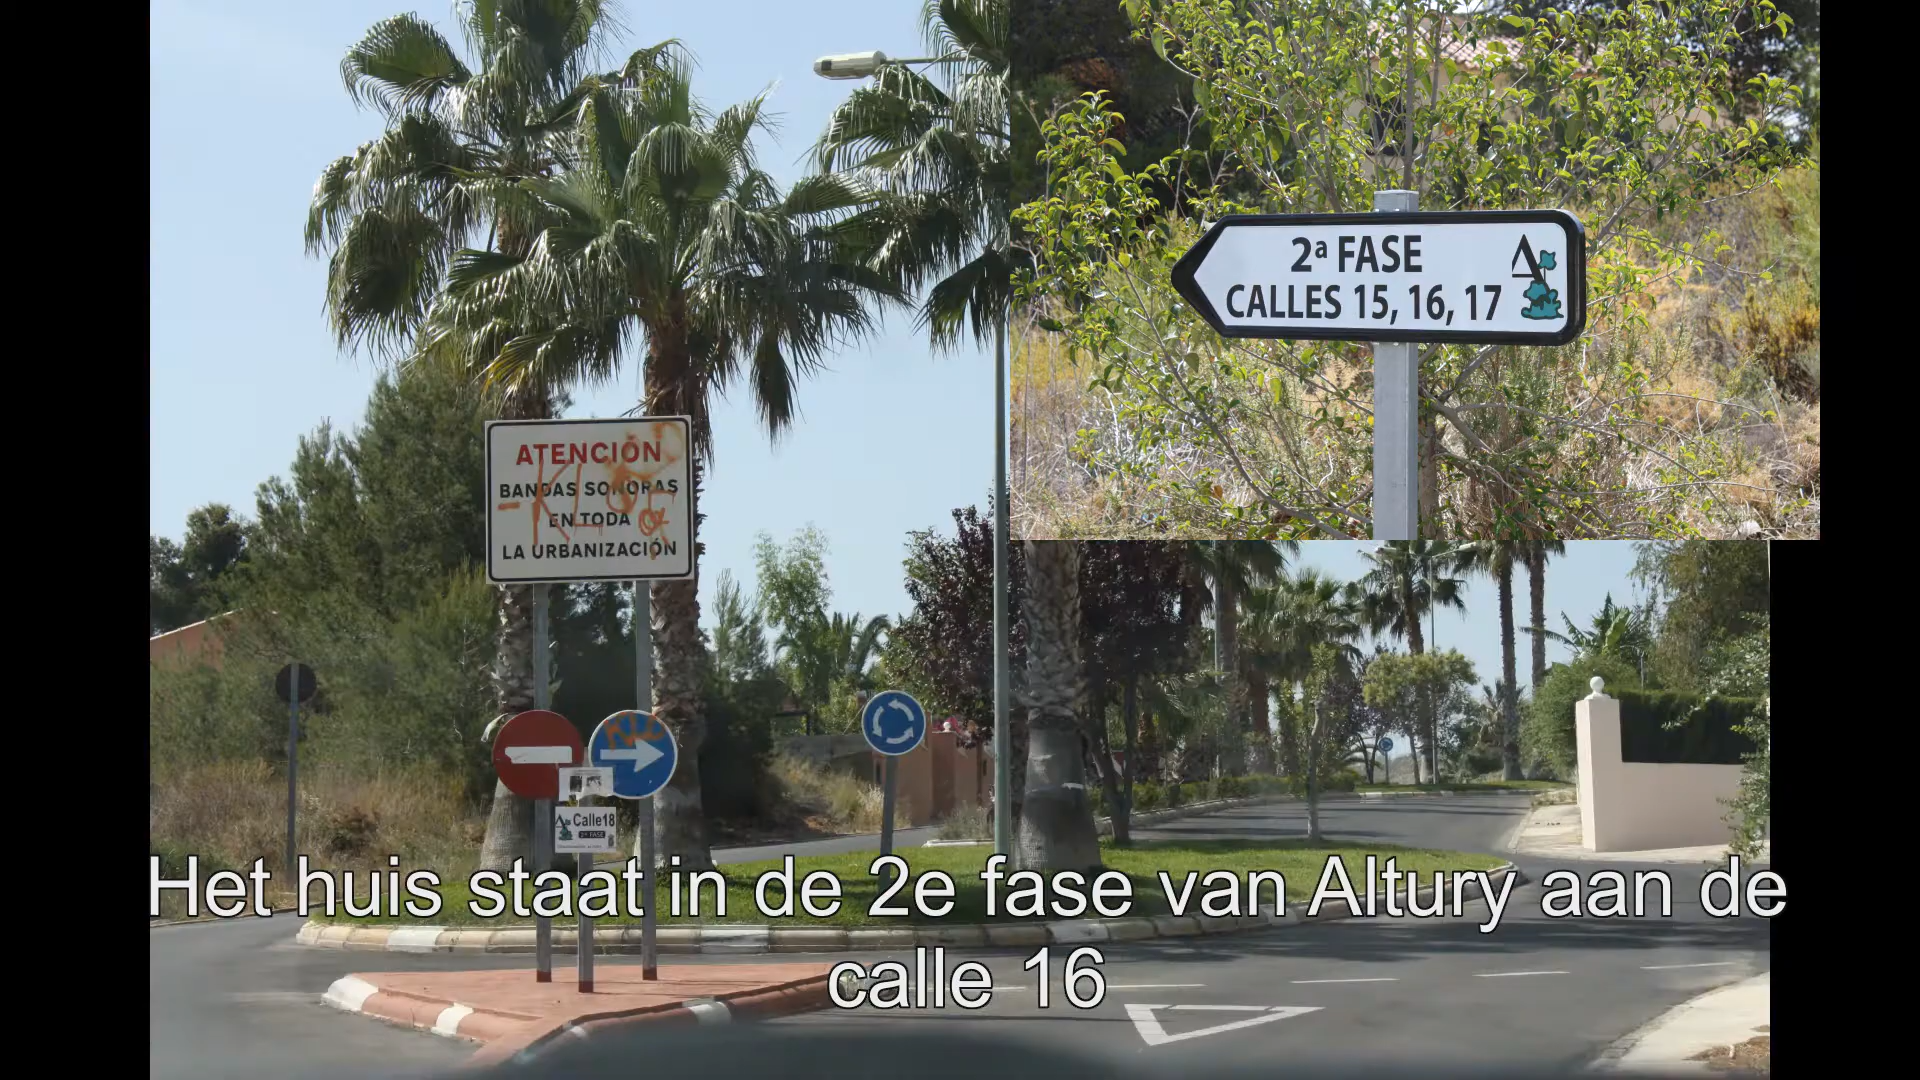 2ª FASE
CALLES 15, 16, 17
ATENCIÓN
BANDAS SONORAS
EN TODA
LA URBANIZACIÓN
Calle18
2ª FASE
Het huis staat in de 2e fase van Altury aan de
calle 16